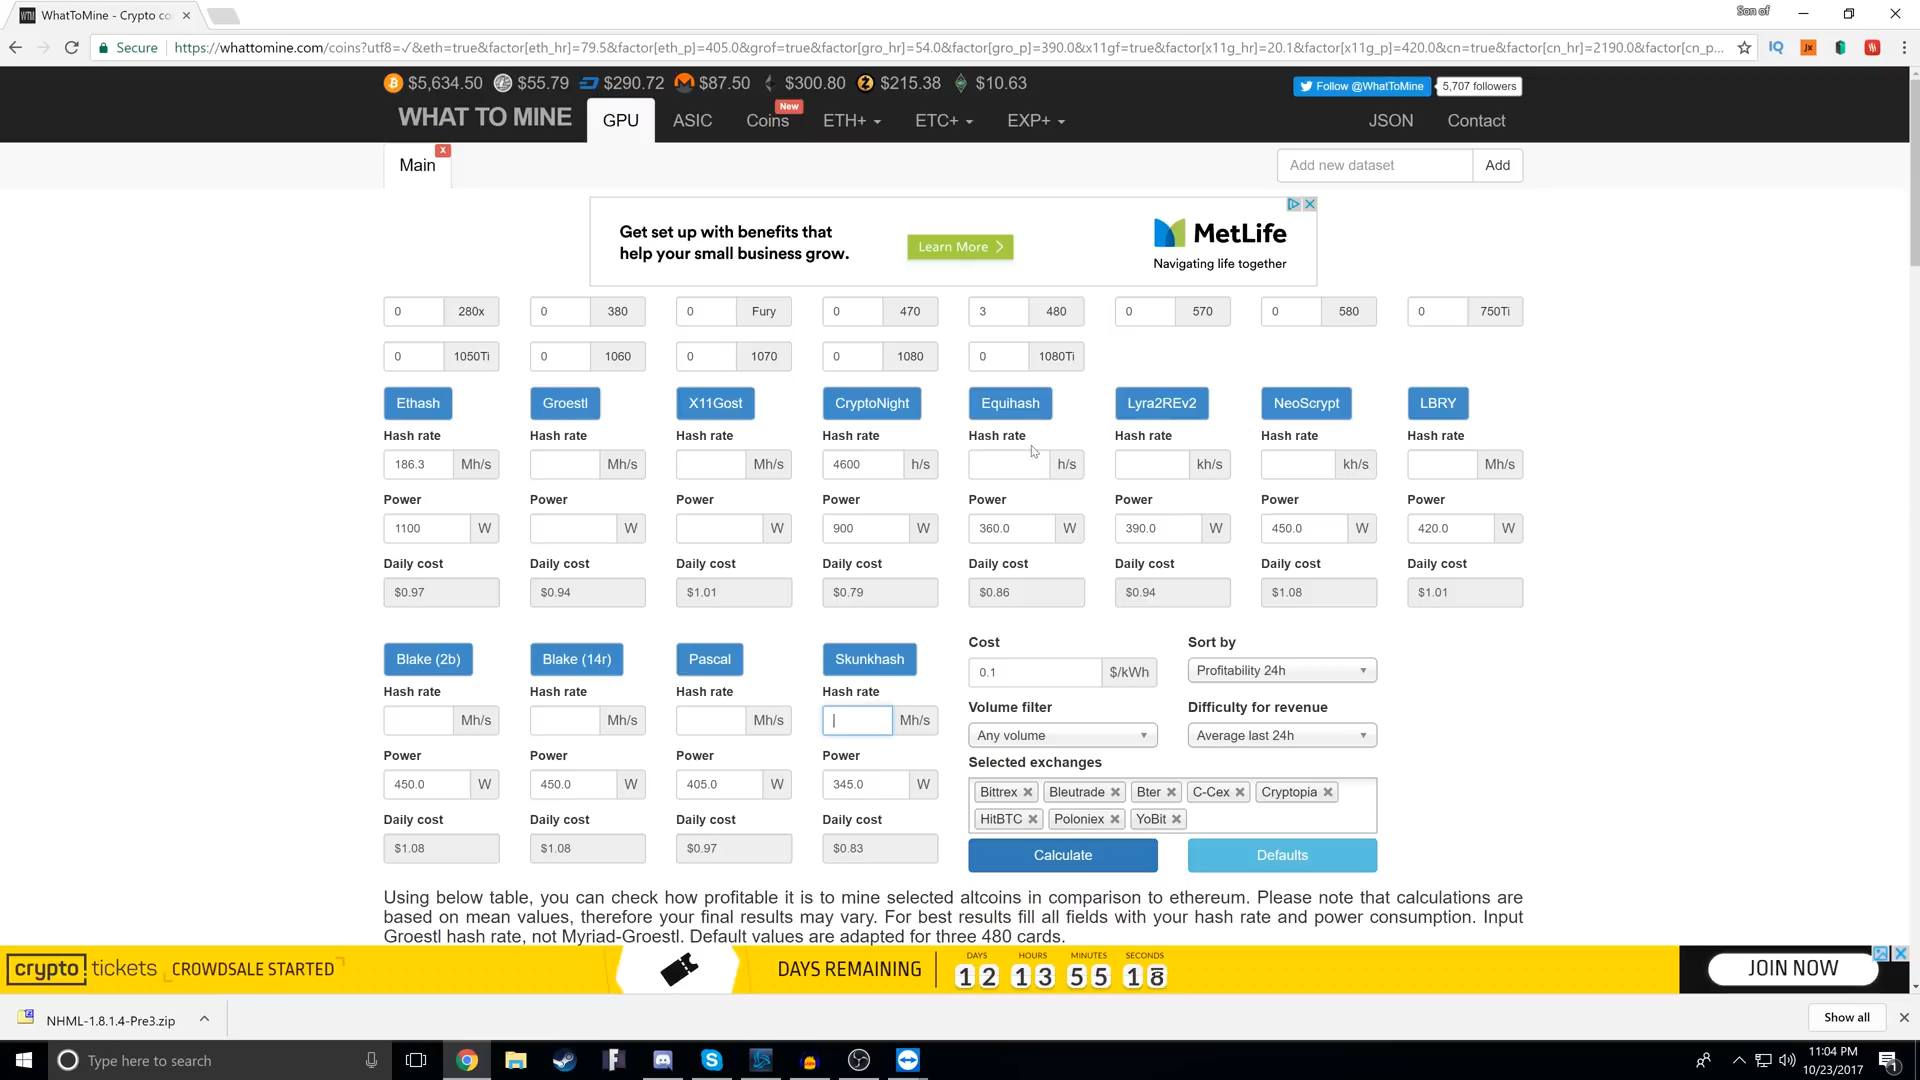 WhatToMine - Crypto co
Son of
Secure
https://whattomine.com/coins?utf8=✓&eth=true&factor[eth_hr]=79.5&factor[eth_p]=405.0&grof=true&factor[gro_hr]=54.0&factor[gro_p]=390.0&x11gf=true&factor[x11g_hr]=20.1&factor[x11g_p]=420.0&cn=true&factor[cn_hr]=2190.0&factor[cn_p...
$5,634.50 $55.79 $290.72 $87.50 $300.80 $215.38 $10.63
Follow @WhatToMine 5,707 followers
WHAT TO MINE GPU ASIC Coins New ETH+ ETC+ EXP+ JSON Contact
Main x Add new dataset Add
Get set up with benefits that
help your small business grow.
Learn More >
MetLife
Navigating life together
0 280x 0 380 0 Fury 0 470 3 480 0 570 0 580 0 750Ti
0 1050Ti 0 1060 0 1070 0 1080 0 1080Ti
Ethash Groestl X11Gost CryptoNight Equihash Lyra2REv2 NeoScrypt LBRY
Hash rate Hash rate Hash rate Hash rate Hash rate Hash rate Hash rate Hash rate
186.3 Mh/s Mh/s Mh/s 4600 h/s h/s kh/s kh/s Mh/s
Power Power Power Power Power Power Power Power
1100 W W W 900 W 360.0 W 390.0 W 450.0 W 420.0 W
Daily cost Daily cost Daily cost Daily cost Daily cost Daily cost Daily cost Daily cost
$0.97 $0.94 $1.01 $0.79 $0.86 $0.94 $1.08 $1.01
Blake (2b) Blake (14r) Pascal Skunkhash
Hash rate Hash rate Hash rate Hash rate
Mh/s Mh/s Mh/s Mh/s
Power Power Power Power
450.0 W 450.0 W 405.0 W 345.0 W
Daily cost Daily cost Daily cost Daily cost
$1.08 $1.08 $0.97 $0.83
Cost Sort by
0.1 $/kWh Profitability 24h
Volume filter Difficulty for revenue
Any volume Average last 24h
Selected exchanges
Bittrex Bleutrade Bter C-Cex Cryptopia
HitBTC Poloniex YoBit
Calculate Defaults
Using below table, you can check how profitable it is to mine selected altcoins in comparison to ethereum. Please note that calculations are
based on mean values, therefore your final results may vary. For best results fill all fields with your hash rate and power consumption. Input
Groestl hash rate, not Myriad-Groestl. Default values are adapted for three 480 cards.
crypto!tickets CROWDSALE STARTED
DAYS REMAINING
DAYS HOURS MINUTES SECONDS
12 13 55 18
JOIN NOW
NHML-1.8.1.4-Pre3.zip
Show all
Type here to search
11:04 PM
10/23/2017
1